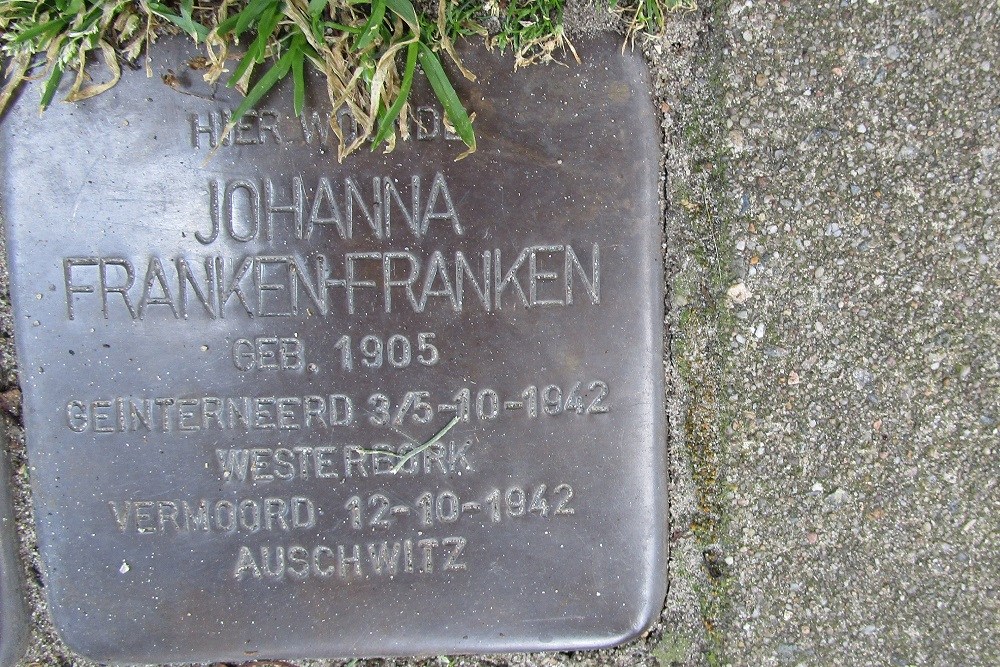 HIER WOONDE
JOHANNA
FRANKEN-FRANKEN
GEB. 1905
GEINTERNEERD 3/5-10-1942
WESTERBORK
VERMOORD 12-10-1942
AUSCHWITZ